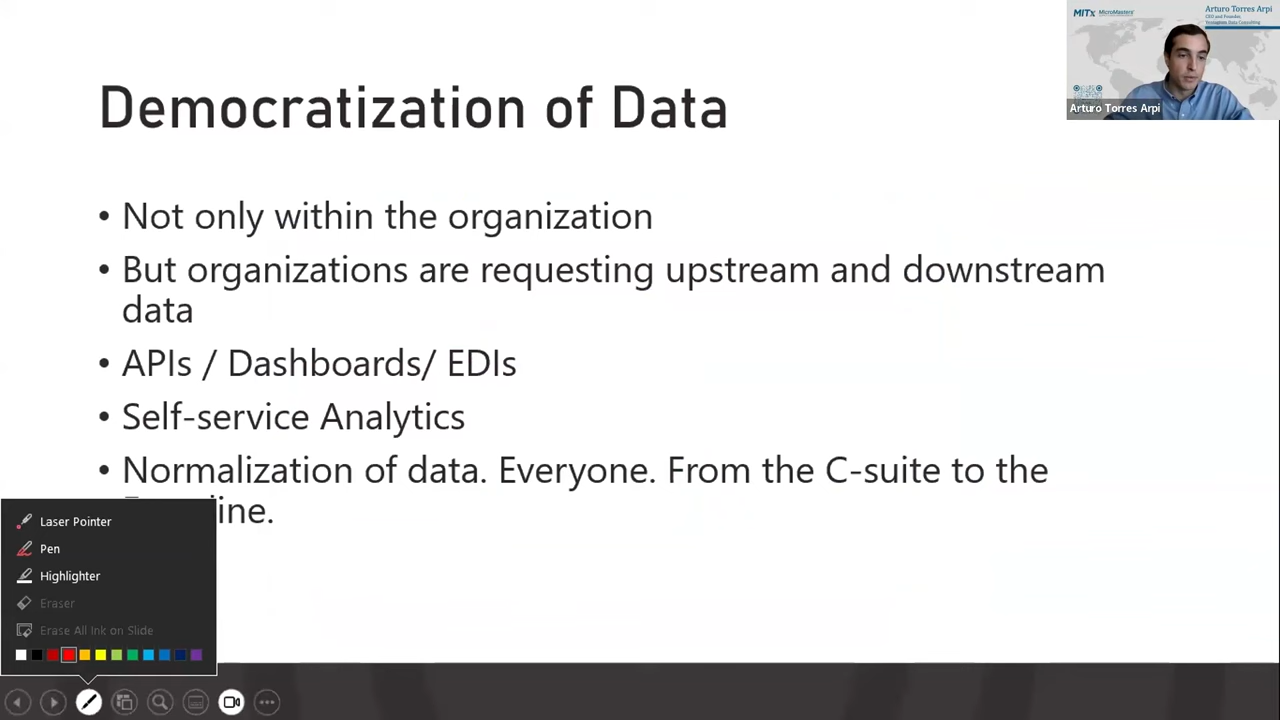 MITx MicroMasters
Arturo Torres Arpi
CEO and Founder,
Data Consulting
Arturo Torres Arpi
Democratization of Data
• Not only within the organization
• But organizations are requesting upstream and downstream
data
• APIs / Dashboards/ EDIs
• Self-service Analytics
• Normalization of data. Everyone. From the C-suite to the
ine.
Laser Pointer
Pen
Highlighter
Eraser
Erase All Ink on Slide